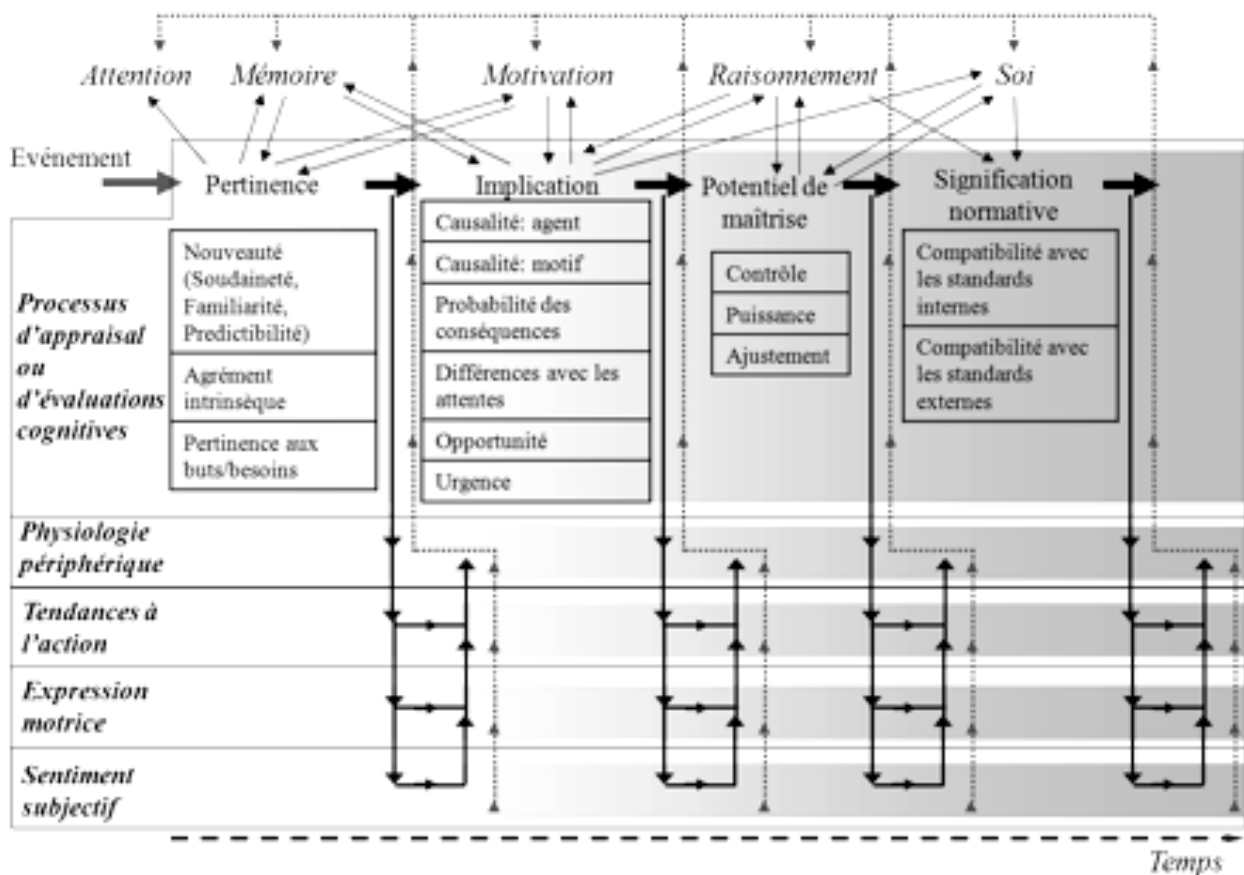 Attention
Mémoire
Motivation
Raisonnement
Soi
Evénement
Pertinence
Implication
Potentiel de
maîtrise
Signification
normative
Processus
d'appraisal
ou
d'évaluations
cognitives
Nouveauté
(Soudaineté,
Familiarité,
Predictibilité)
Agrément
intrinsèque
Pertinence aux
buts/besoins
Causalité: agent
Causalité: motif
Probabilité des
conséquences
Différences avec les
attentes
Opportunité
Urgence
Contrôle
Puissance
Ajustement
Compatibilité avec
les standards
internes
Compatibilité avec
les standards
externes
Physiologie
périphérique
Tendances à
l'action
Expression
motrice
Sentiment
subjectif
Temps